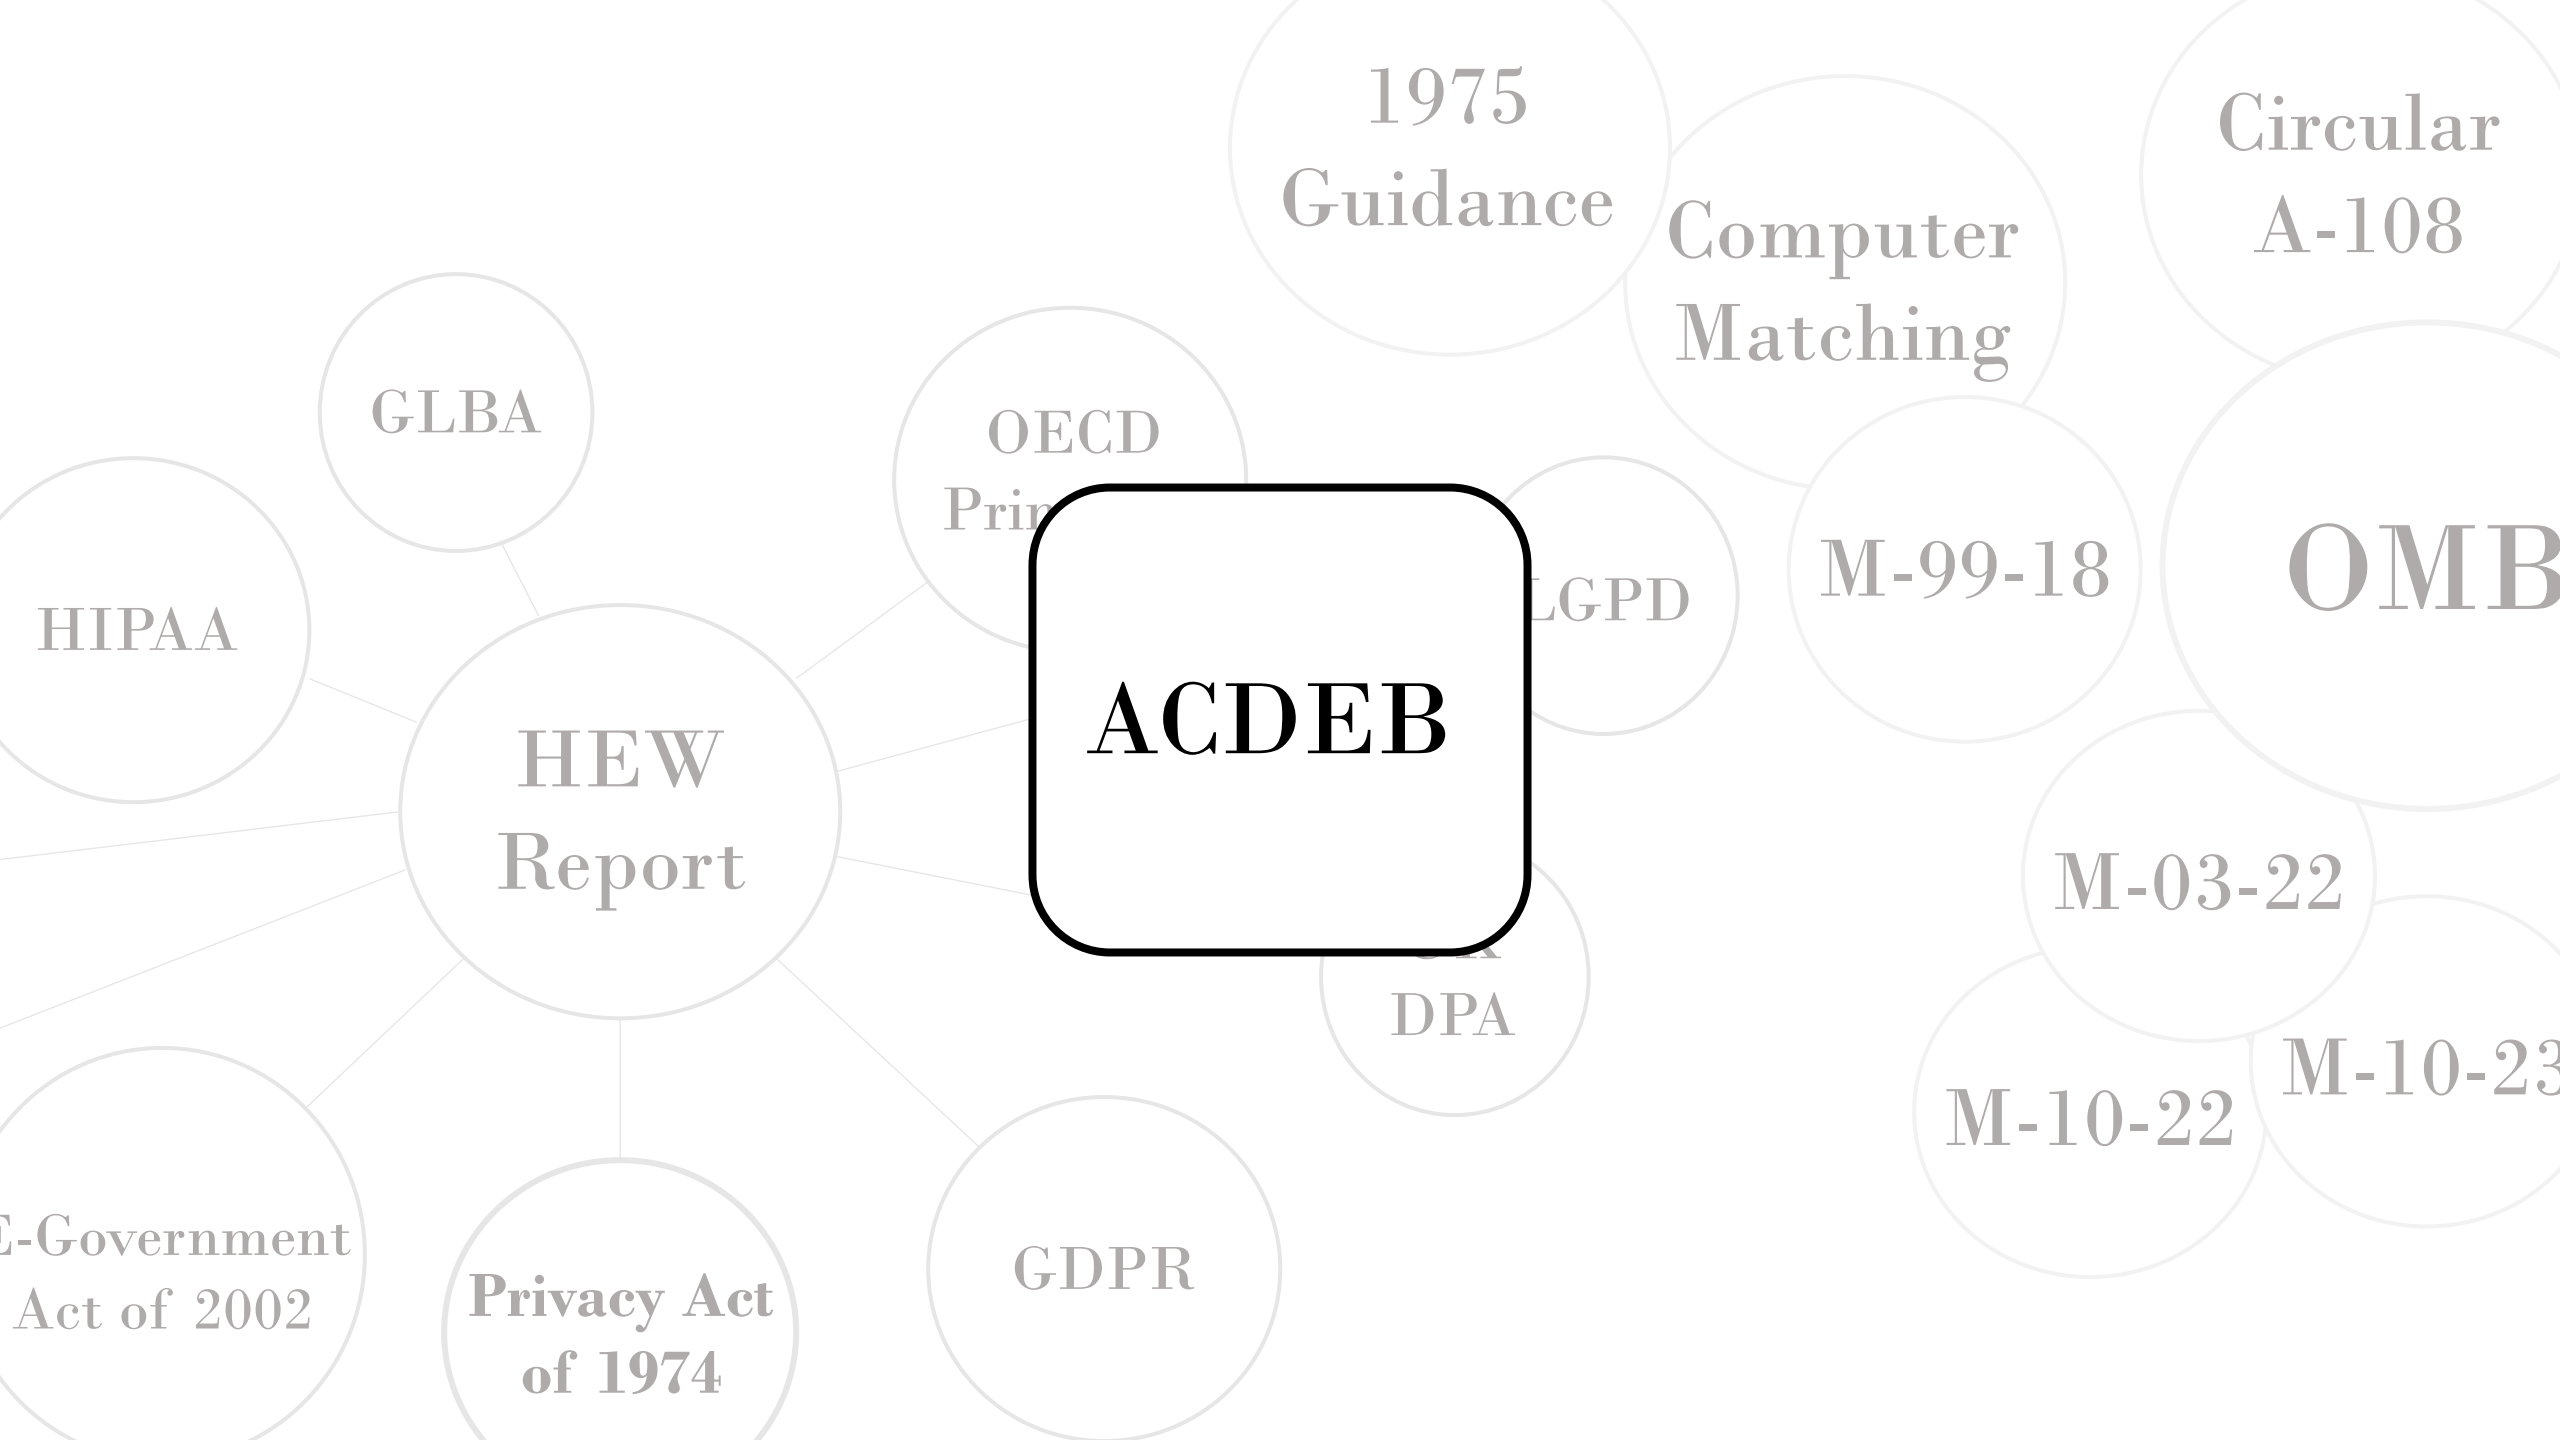 1975
Guidance
Computer
Matching
Circular
A-108
GLBA
OECD
HIPAA
LGPD
M-99-18
OMB
HEW
Report
ACDEB
M-03-22
DPA
M-10-22
M-10-23
E-Government
Act of 2002
Privacy Act
of 1974
GDPR